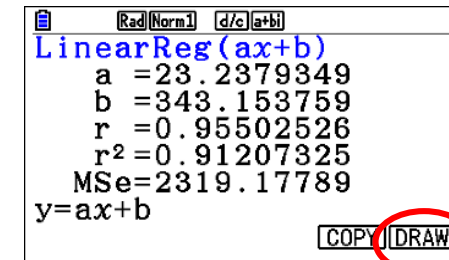 Rad Norm1 d/c a+bi
LinearReg(ax+b)
a =23.2379349
b =343.153759
r =0.95502526
r²=0.91207325
MSe=2319.17789
y=ax+b
COPY DRAW